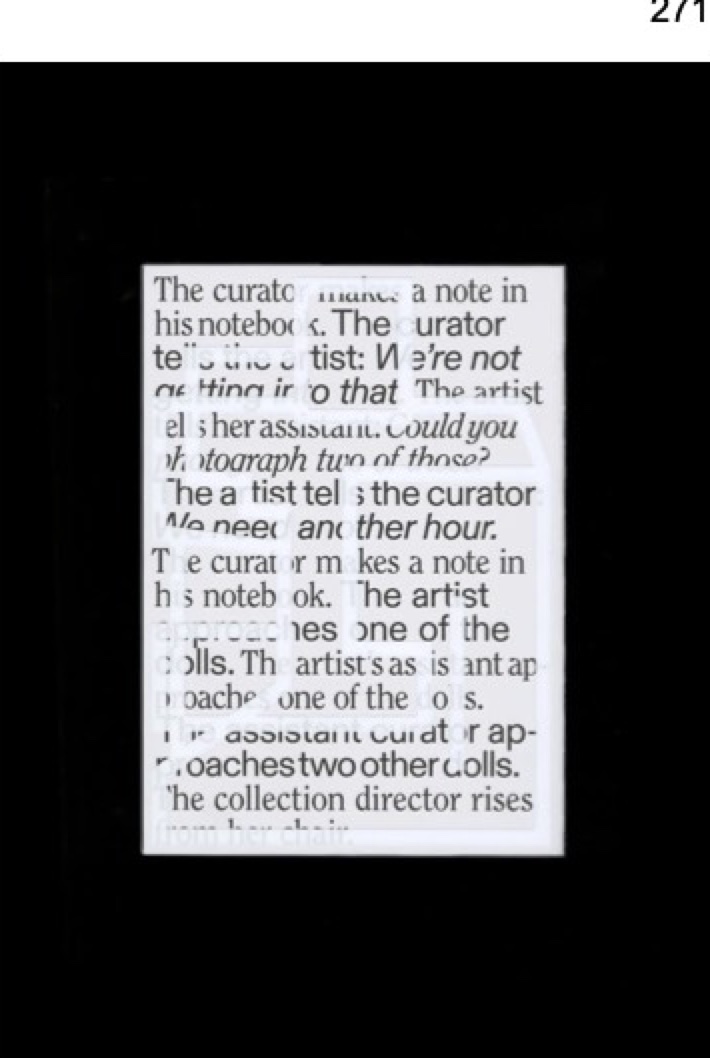 271
The curator makes a note in
his notebook. The curator
tells the artist: We're not
getting into that. The artist
tells her assistant: Could you
photograph two of those?
The artist tells the curator:
We need another hour.
The curator makes a note in
his notebook. The artist
approaches one of the
dolls. The artist's assistant ap-
proaches one of the dolls.
The assistant curator ap-
proaches two other dolls.
The collection director rises
from her chair.